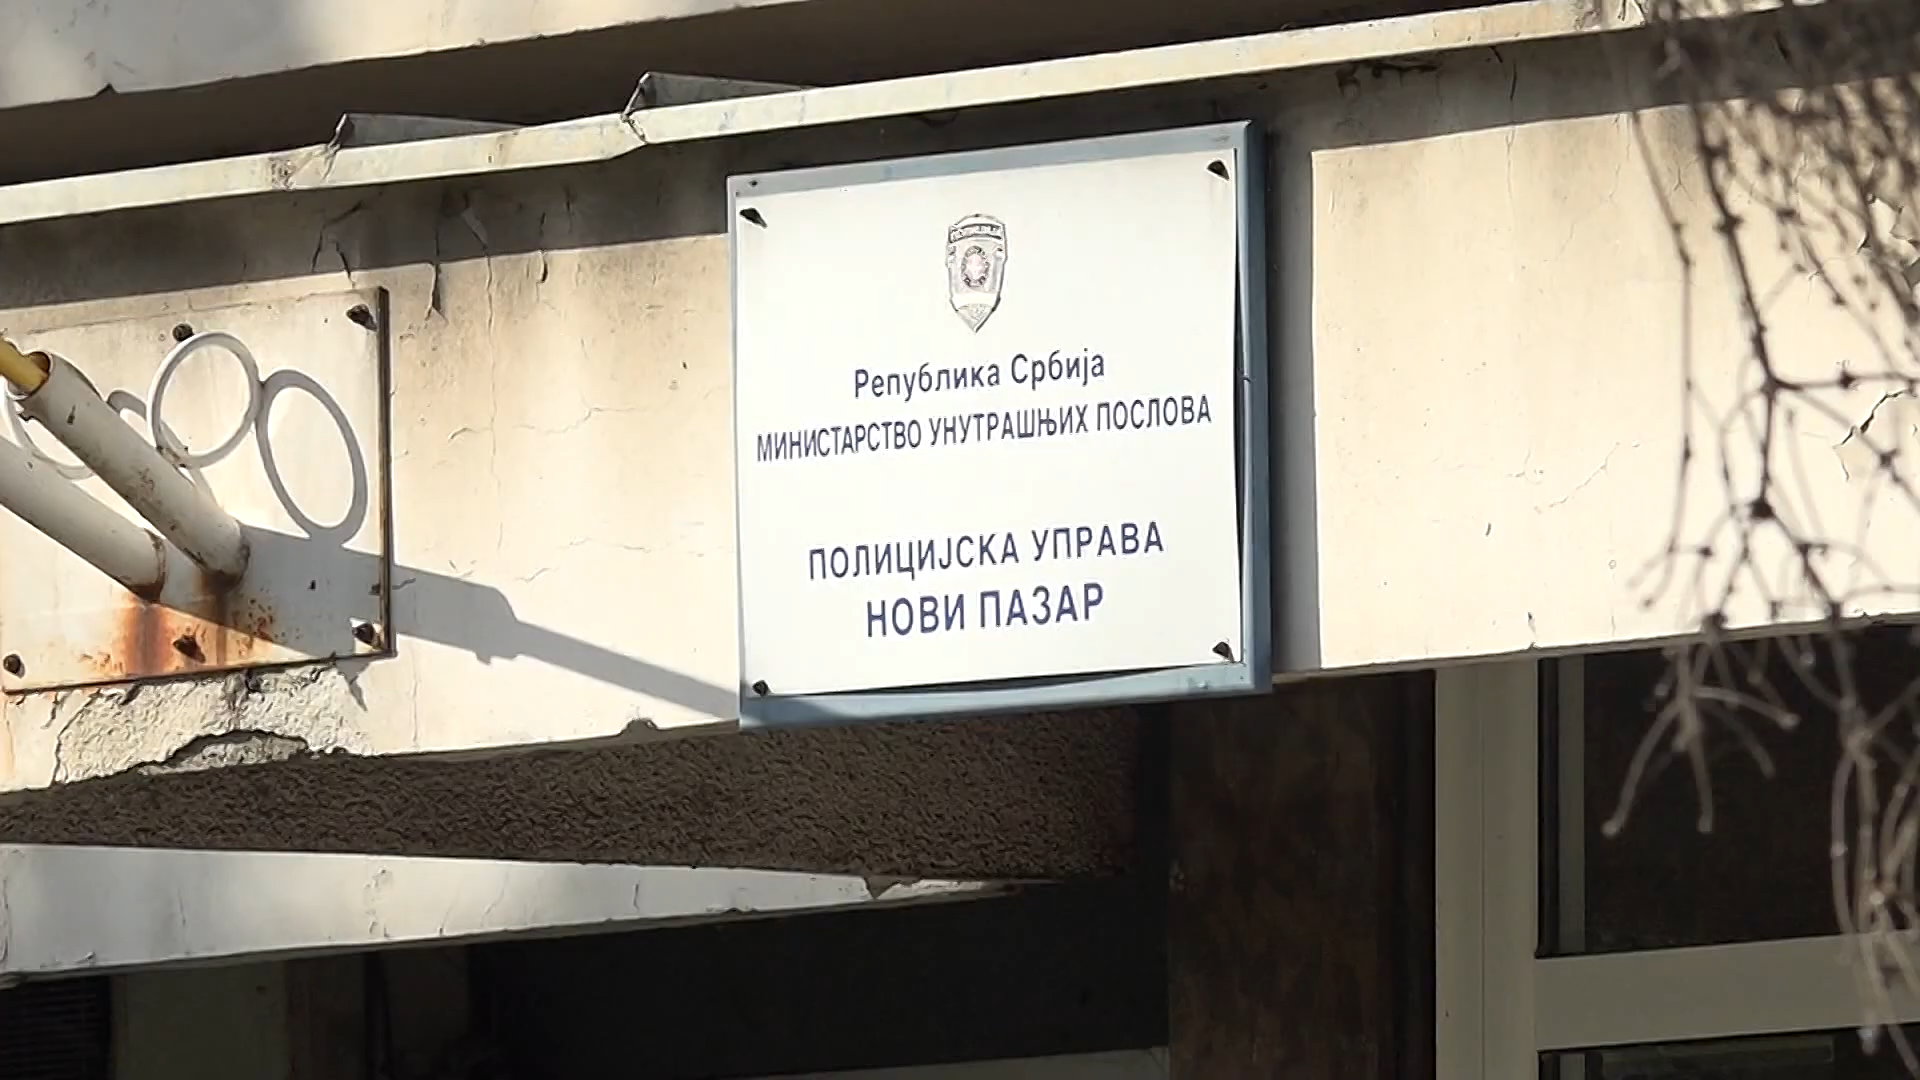 Република Србија
МИНИСТАРСТВО УНУТРАШЊИХ ПОСЛОВА
ПОЛИЦИЈСКА УПРАВА
НОВИ ПАЗАР